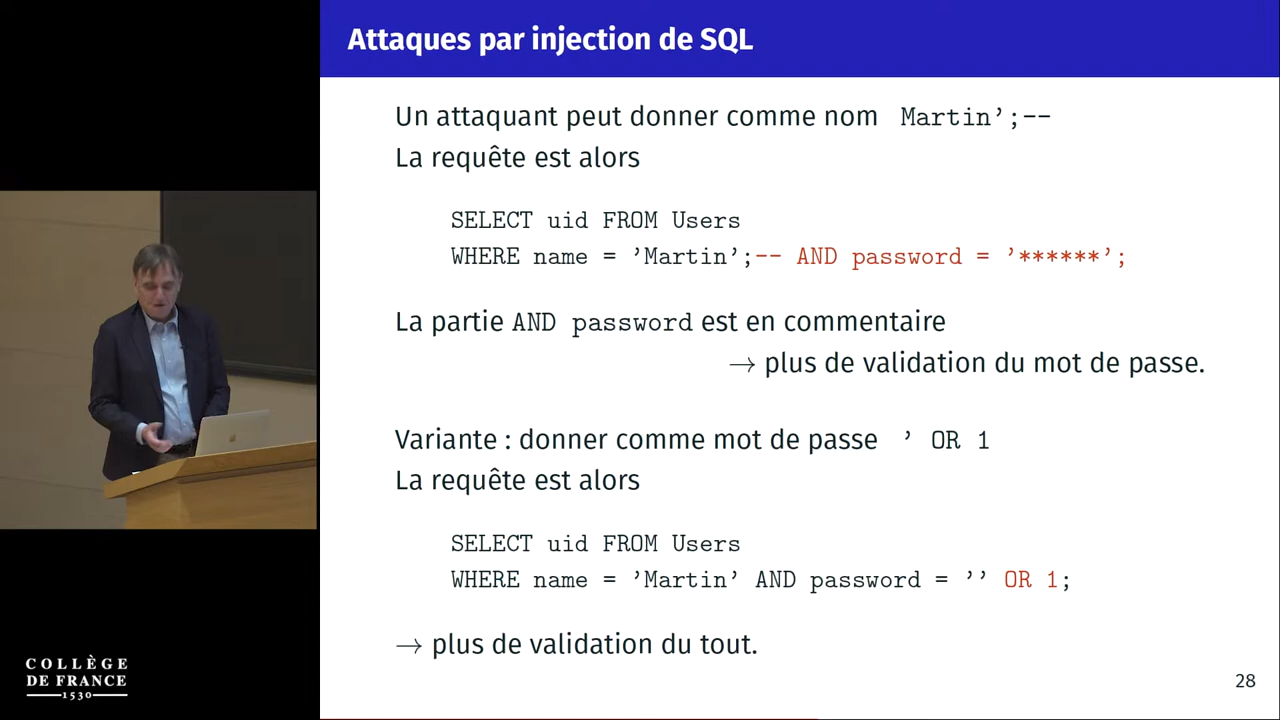 Attaques par injection de SQL
Un attaquant peut donner comme nom Martin’;--
La requête est alors
SELECT uid FROM Users
WHERE name = ’Martin’;-- AND password = ’******’;
La partie AND password est en commentaire
→ plus de validation du mot de passe.
Variante : donner comme mot de passe ’ OR 1
La requête est alors
SELECT uid FROM Users
WHERE name = ’Martin’ AND password = ’’ OR 1;
→ plus de validation du tout.
28
COLLÈGE
DE FRANCE
1530